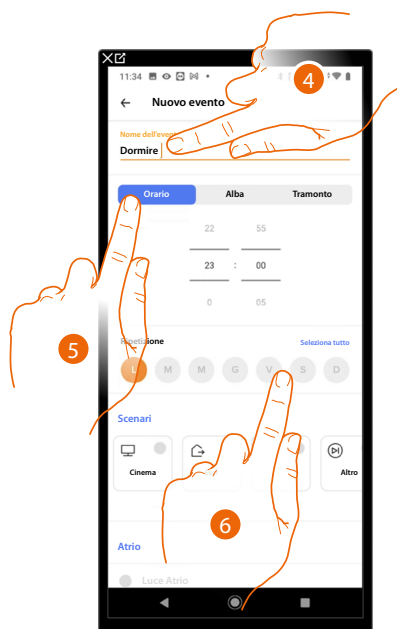 11:34
4
Nuovo evento
Nome dell'event
Dormire
Orario Alba Tramonto
22 55
23 : 00
0 05
5
Ripetizione Seleziona tutto
L M M G V S D
Scenari
Cinema Altro
6
Atrio
Luce Atrio